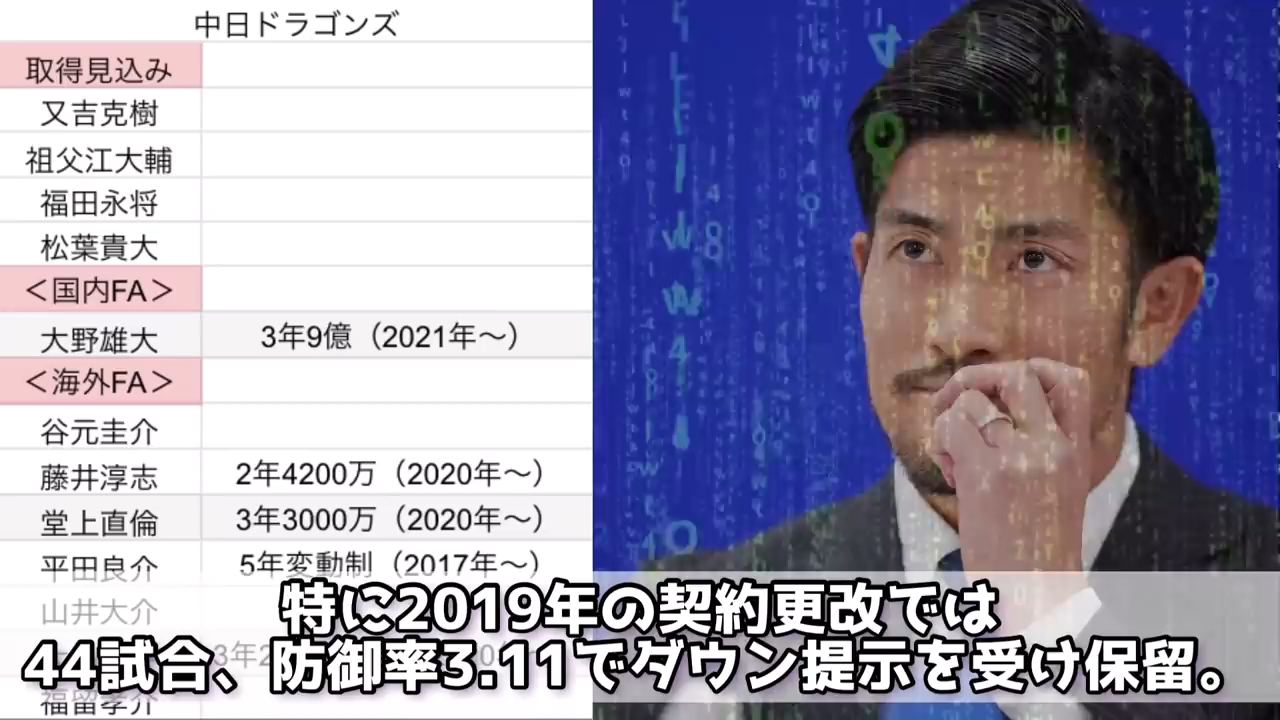 中日ドラゴンズ
取得見込み
又吉克樹
祖父江大輔
福田永将
松葉貴大
＜国内FA＞
大野雄大 3年9億（2021年〜）
＜海外FA＞
谷元圭介
藤井淳志 2年4200万（2020年〜）
堂上直倫 3年3000万（2020年〜）
平田良介 5年変動制（2017年〜）
山井大介
福留孝介
特に2019年の契約更改では
44試合、防御率3.11でダウン提示を受け保留。